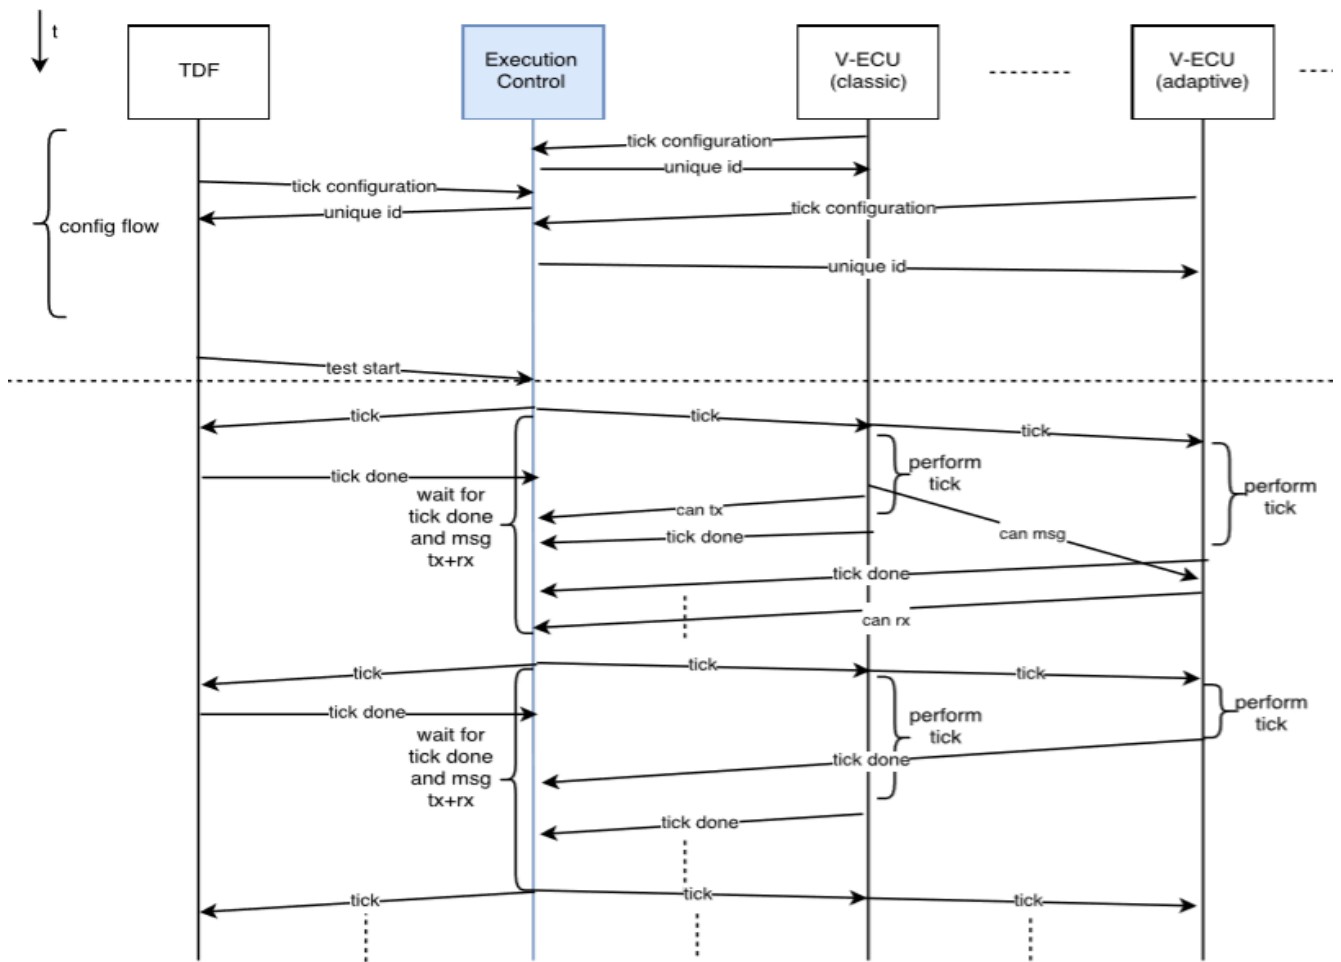 t
TDF
Execution
Control
V-ECU
(classic)
V-ECU
(adaptive)
tick configuration
unique id
tick configuration
unique id
tick configuration
config flow
unique id
test start
tick
tick
tick
tick done
wait for
tick done
and msg
tx+rx
perform
tick
perform
tick
can tx
tick done
can msg
tick done
can rx
tick
tick
tick
tick done
wait for
tick done
and msg
tx+rx
perform
tick
perform
tick
tick done
tick done
tick
tick
tick